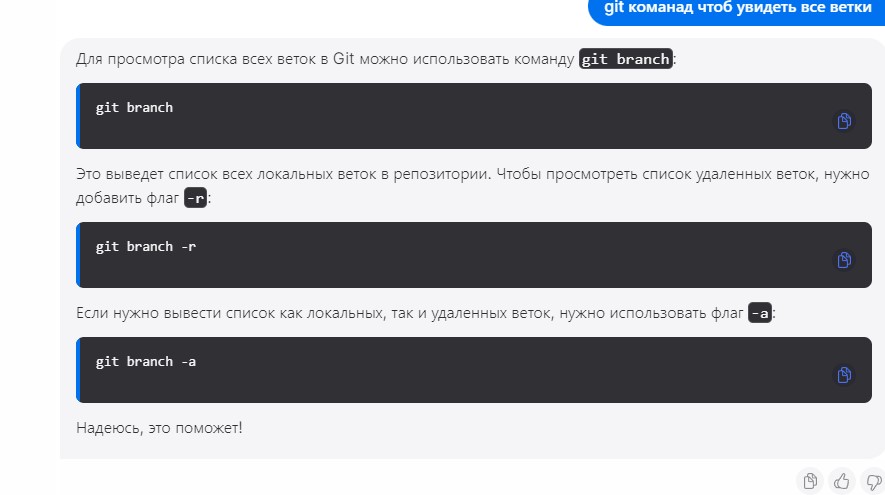 git команад чтоб увидеть все ветки
Для просмотра списка всех веток в Git можно использовать команду git branch:
git branch
Это выведет список всех локальных веток в репозитории. Чтобы просмотреть список удаленных веток, нужно
добавить флаг -r:
git branch -r
Если нужно вывести список как локальных, так и удаленных веток, нужно использовать флаг -a:
git branch -a
Надеюсь, это поможет!